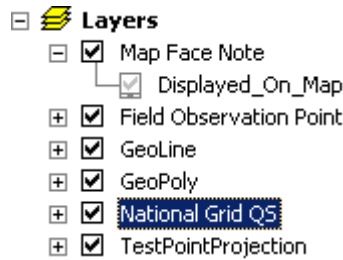 Layers
Map Face Note
Displayed_On_Map
Field Observation Point
GeoLine
GeoPoly
National Grid QS
TestPointProjection